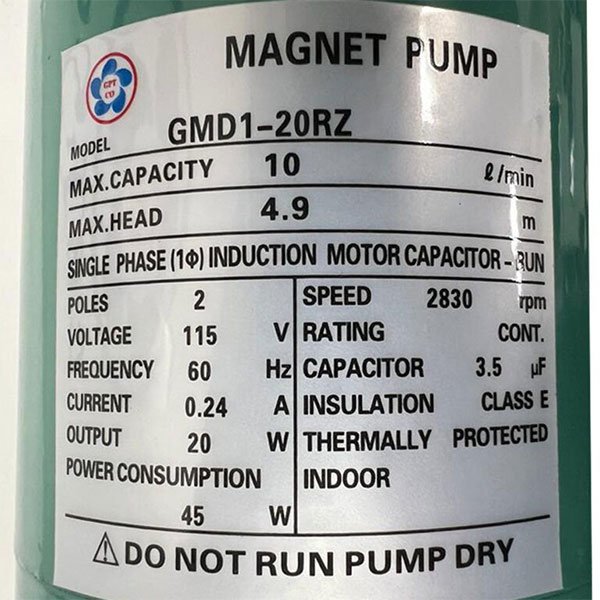 MAGNET PUMP
GPT
CO
MODEL GMD1-20RZ
MAX.CAPACITY 10 ℓ/min
MAX.HEAD 4.9 m
SINGLE PHASE (1Φ) INDUCTION MOTOR CAPACITOR - RUN
POLES 2 SPEED 2830 rpm
VOLTAGE 115 V RATING CONT.
FREQUENCY 60 Hz CAPACITOR 3.5 µF
CURRENT 0.24 A INSULATION CLASS E
OUTPUT 20 W THERMALLY PROTECTED
POWER CONSUMPTION INDOOR
45 W
⚠DO NOT RUN PUMP DRY